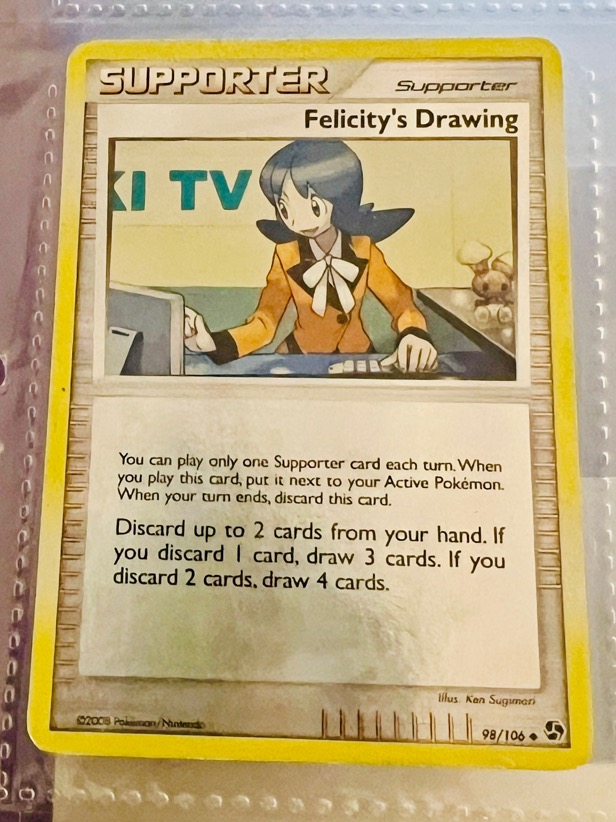 SUPPORTER
Supporter
Felicity's Drawing
KI TV
You can play only one Supporter card each turn. When
you play this card, put it next to your Active Pokémon.
When your turn ends, discard this card.
Discard up to 2 cards from your hand. If
you discard 1 card, draw 3 cards. If you
discard 2 cards, draw 4 cards.
Illus. Ken Sugimori
©2008 Pokémon/Nintendo
98/106